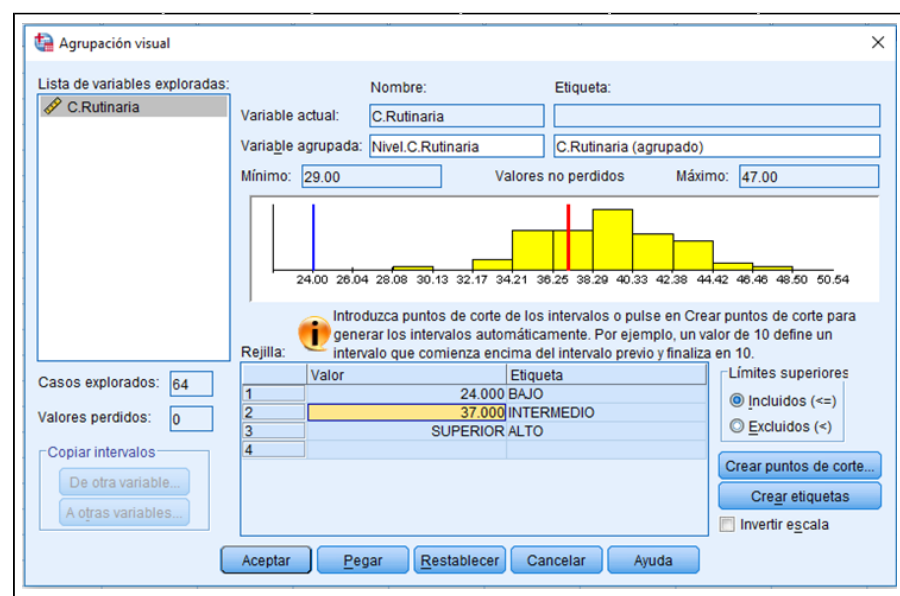 Agrupación visual
Lista de variables exploradas:
C.Rutinaria
Nombre: Etiqueta:
Variable actual: C.Rutinaria
Variable agrupada: Nivel.C.Rutinaria C.Rutinaria (agrupado)
Mínimo: 29.00 Valores no perdidos Máximo: 47.00
24.00 26.04 28.08 30.13 32.17 34.21 36.25 38.29 40.33 42.38 44.42 46.46 48.50 50.54
Introduzca puntos de corte de los intervalos o pulse en Crear puntos de corte para
generar los intervalos automáticamente. Por ejemplo, un valor de 10 define un
intervalo que comienza encima del intervalo previo y finaliza en 10.
Rejilla:
Valor Etiqueta
1 24.000 BAJO
2 37.000 INTERMEDIO
3 SUPERIOR ALTO
4
Casos explorados: 64
Valores perdidos: 0
Copiar intervalos
De otra variable...
A otras variables...
Límites superiores
Incluidos (<=)
Excluidos (<)
Crear puntos de corte...
Crear etiquetas
Invertir escala
Aceptar Pegar Restablecer Cancelar Ayuda